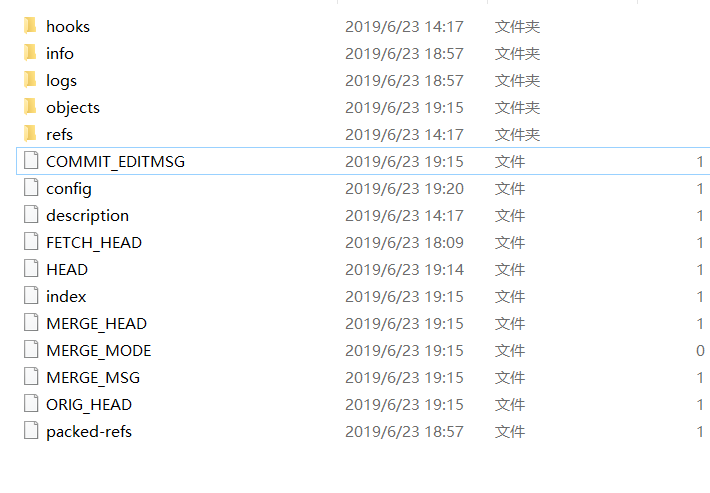 hooks 2019/6/23 14:17 文件夹
info 2019/6/23 18:57 文件夹
logs 2019/6/23 18:57 文件夹
objects 2019/6/23 19:15 文件夹
refs 2019/6/23 14:17 文件夹
COMMIT_EDITMSG 2019/6/23 19:15 文件 1
config 2019/6/23 19:20 文件 1
description 2019/6/23 14:17 文件 1
FETCH_HEAD 2019/6/23 18:09 文件 1
HEAD 2019/6/23 19:14 文件 1
index 2019/6/23 19:15 文件 1
MERGE_HEAD 2019/6/23 19:15 文件 1
MERGE_MODE 2019/6/23 19:15 文件 0
MERGE_MSG 2019/6/23 19:15 文件 1
ORIG_HEAD 2019/6/23 19:15 文件 1
packed-refs 2019/6/23 18:57 文件 1